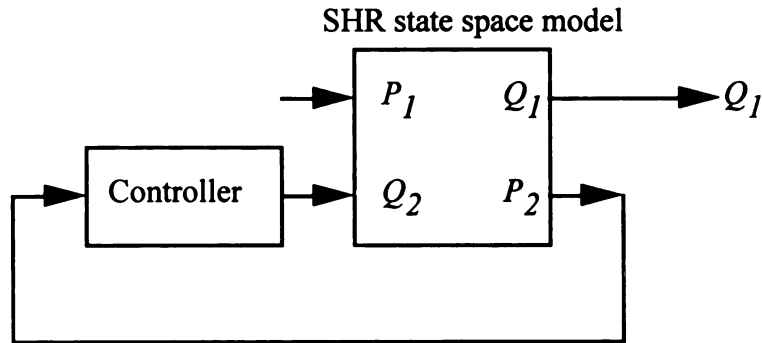 SHR state space model
P1 Q1 Q1
Controller Q2 P2